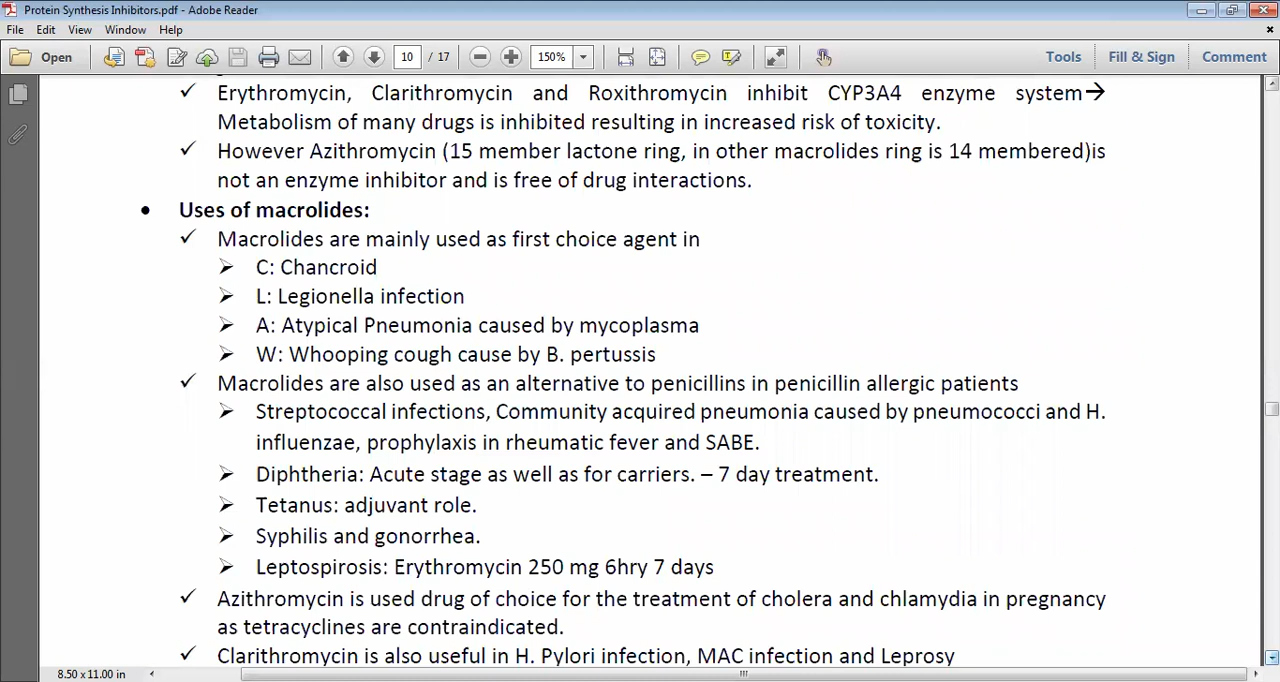 Protein Synthesis Inhibitors.pdf - Adobe Reader
File Edit View Window Help
Open 10 / 17 150% Tools Fill & Sign Comment
✓ Erythromycin, Clarithromycin and Roxithromycin inhibit CYP3A4 enzyme system→
Metabolism of many drugs is inhibited resulting in increased risk of toxicity.
✓ However Azithromycin (15 member lactone ring, in other macrolides ring is 14 membered)is
not an enzyme inhibitor and is free of drug interactions.
• Uses of macrolides:
✓ Macrolides are mainly used as first choice agent in
➢ C: Chancroid
➢ L: Legionella infection
➢ A: Atypical Pneumonia caused by mycoplasma
➢ W: Whooping cough cause by B. pertussis
✓ Macrolides are also used as an alternative to penicillins in penicillin allergic patients
➢ Streptococcal infections, Community acquired pneumonia caused by pneumococci and H.
influenzae, prophylaxis in rheumatic fever and SABE.
➢ Diphtheria: Acute stage as well as for carriers. – 7 day treatment.
➢ Tetanus: adjuvant role.
➢ Syphilis and gonorrhea.
➢ Leptospirosis: Erythromycin 250 mg 6hry 7 days
✓ Azithromycin is used drug of choice for the treatment of cholera and chlamydia in pregnancy
as tetracyclines are contraindicated.
✓ Clarithromycin is also useful in H. Pylori infection, MAC infection and Leprosy
8.50 x 11.00 in